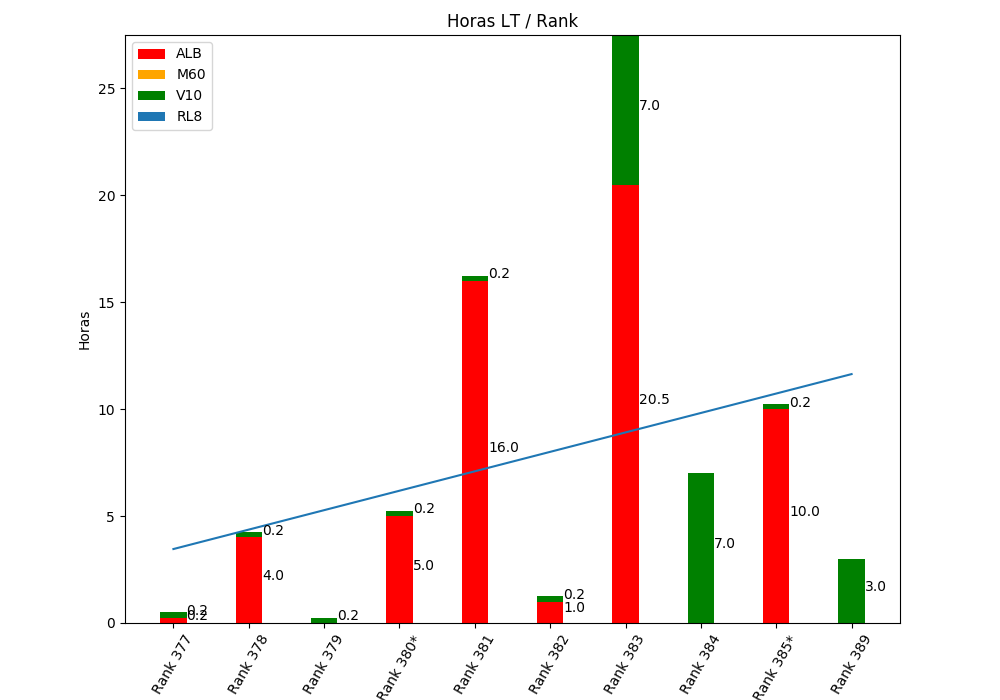 Horas LT / Rank
ALB
M60
V10
RL8
Horas
25
20
15
10
5
0
0.2
0.2
0.2
4.0
0.2
0.2
5.0
0.2
16.0
0.2
1.0
7.0
20.5
7.0
0.2
10.0
3.0
Rank 377
Rank 378
Rank 379
Rank 380*
Rank 381
Rank 382
Rank 383
Rank 384
Rank 385*
Rank 389